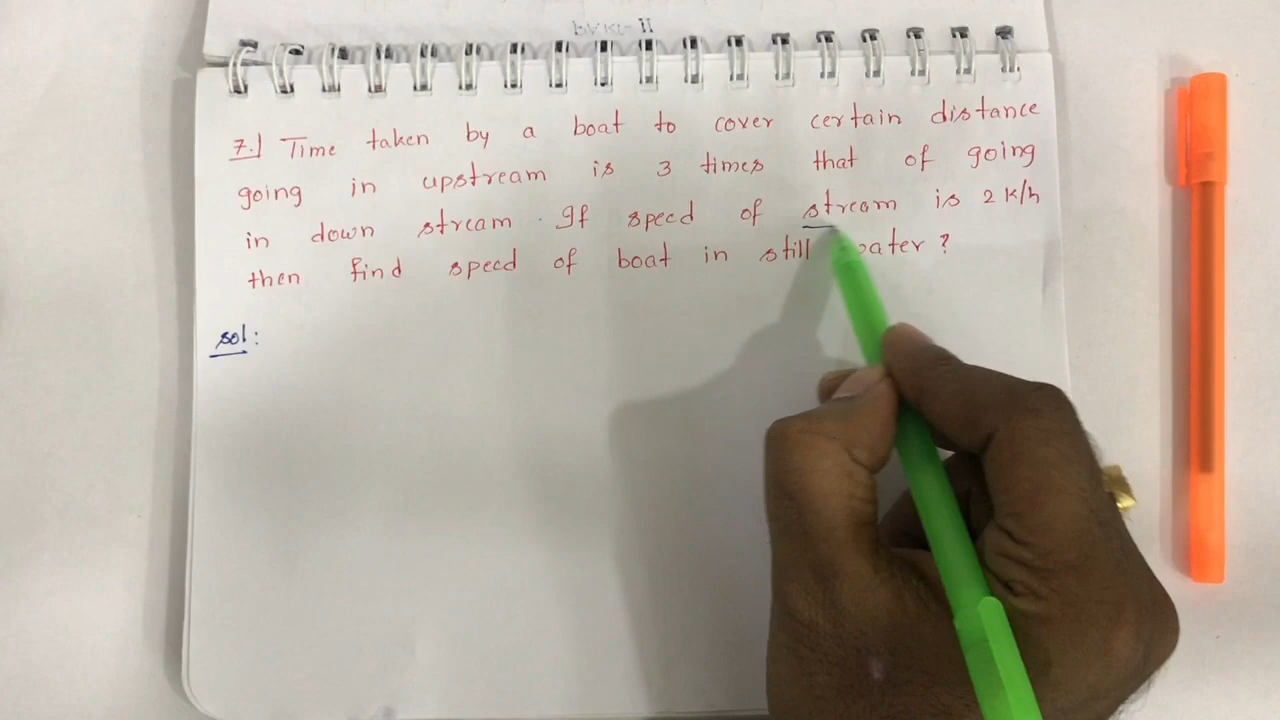 7.) Time taken by a boat to cover certain distance
going in upstream is 3 times that of going
in down stream. If speed of stream is 2 k/h
then find speed of boat in still water ?
sol: